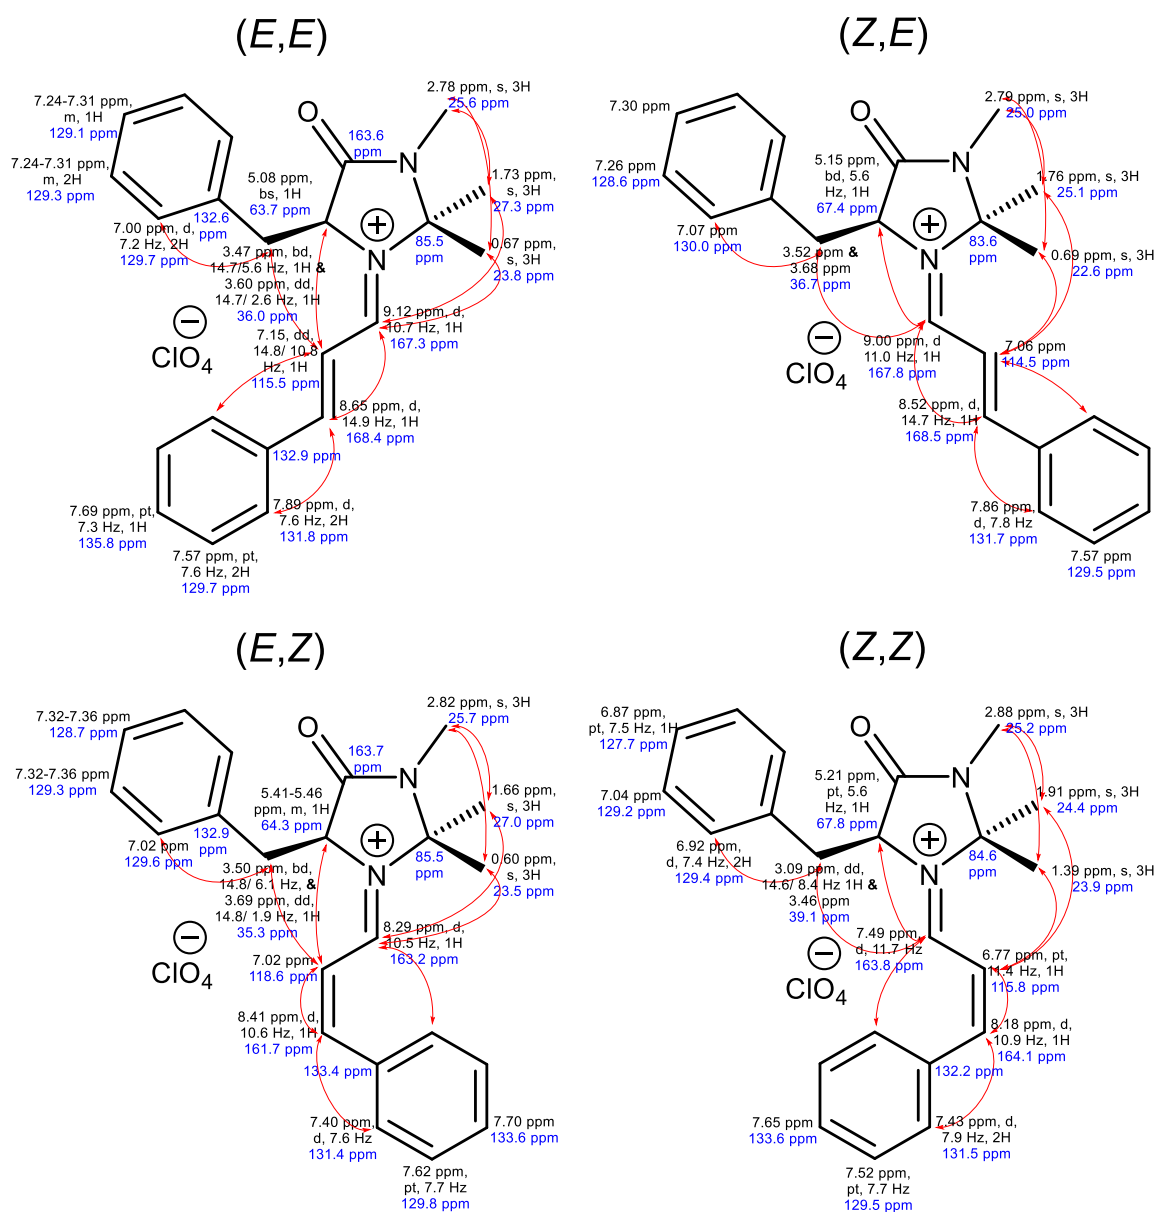 (E,E)
2.78 ppm, s, 3H
25.6 ppm
7.24-7.31 ppm,
m, 1H
129.1 ppm
7.24-7.31 ppm,
m, 2H
129.3 ppm
O
163.6
ppm
N
5.08 ppm,
bs, 1H
63.7 ppm
1.73 ppm,
s, 3H
27.3 ppm
132.6
ppm
7.00 ppm, d,
7.2 Hz, 2H
129.7 ppm
+
85.5
ppm
0.67 ppm,
s, 3H
23.8 ppm
3.47 ppm, bd,
14.7/5.6 Hz, 1H &
3.60 ppm, dd,
14.7/ 2.6 Hz, 1H
36.0 ppm
N
−
ClO4
9.12 ppm, d,
10.7 Hz, 1H
167.3 ppm
7.15, dd,
14.8/ 10.8
Hz, 1H
115.5 ppm
8.65 ppm, d,
14.9 Hz, 1H
168.4 ppm
132.9 ppm
7.89 ppm, d,
7.6 Hz, 2H
131.8 ppm
7.69 ppm, pt,
7.3 Hz, 1H
135.8 ppm
7.57 ppm, pt,
7.6 Hz, 2H
129.7 ppm
(Z,E)
2.79 ppm, s, 3H
25.0 ppm
7.30 ppm
7.26 ppm
128.6 ppm
O
N
5.15 ppm,
bd, 5.6
Hz, 1H
67.4 ppm
1.76 ppm, s, 3H
25.1 ppm
7.07 ppm
130.0 ppm
+
83.6
ppm
0.69 ppm, s, 3H
22.6 ppm
3.52 ppm &
3.68 ppm
36.7 ppm
N
−
ClO4
9.00 ppm, d
11.0 Hz, 1H
167.8 ppm
7.06 ppm
114.5 ppm
8.52 ppm, d,
14.7 Hz, 1H
168.5 ppm
7.86 ppm,
d, 7.8 Hz
131.7 ppm
7.57 ppm
129.5 ppm
(E,Z)
2.82 ppm, s, 3H
25.7 ppm
7.32-7.36 ppm
128.7 ppm
7.32-7.36 ppm
129.3 ppm
O
163.7
ppm
N
5.41-5.46
ppm, m, 1H
64.3 ppm
1.66 ppm,
s, 3H
27.0 ppm
132.9
ppm
7.02 ppm
129.6 ppm
+
85.5
ppm
0.60 ppm,
s, 3H
23.5 ppm
3.50 ppm, bd,
14.8/ 6.1 Hz, &
3.69 ppm, dd,
14.8/ 1.9 Hz, 1H
35.3 ppm
N
−
ClO4
8.29 ppm, d,
10.5 Hz, 1H
163.2 ppm
7.02 ppm
118.6 ppm
8.41 ppm, d,
10.6 Hz, 1H
161.7 ppm
133.4 ppm
7.40 ppm,
d, 7.6 Hz
131.4 ppm
7.70 ppm
133.6 ppm
7.62 ppm,
pt, 7.7 Hz
129.8 ppm
(Z,Z)
2.88 ppm, s, 3H
25.2 ppm
6.87 ppm,
pt, 7.5 Hz, 1H
127.7 ppm
7.04 ppm
129.2 ppm
O
N
5.21 ppm,
pt, 5.6
Hz, 1H
67.8 ppm
1.91 ppm, s, 3H
24.4 ppm
6.92 ppm,
d, 7.4 Hz, 2H
129.4 ppm
+
84.6
ppm
1.39 ppm, s, 3H
23.9 ppm
3.09 ppm, dd,
14.6/ 8.4 Hz 1H &
3.46 ppm
39.1 ppm
N
−
ClO4
7.49 ppm,
d, 11.7 Hz
163.8 ppm
6.77 ppm, pt,
11.4 Hz, 1H
115.8 ppm
8.18 ppm, d,
10.9 Hz, 1H
164.1 ppm
132.2 ppm
7.43 ppm, d,
7.9 Hz, 2H
131.5 ppm
7.65 ppm
133.6 ppm
7.52 ppm,
pt, 7.7 Hz
129.5 ppm